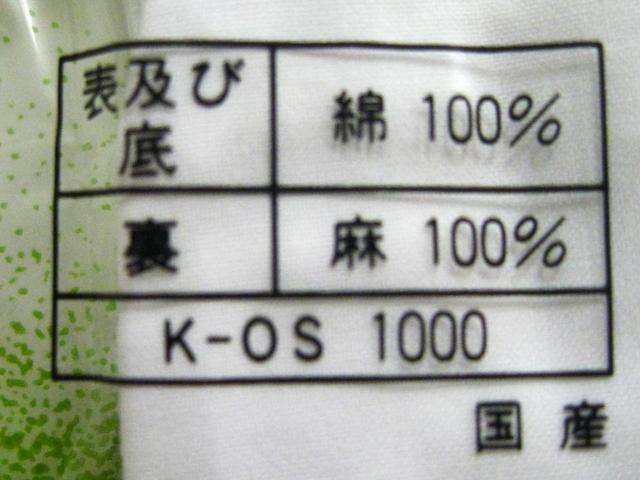 表及び 綿 100%
底
裏 麻 100%
K-OS 1000
国産